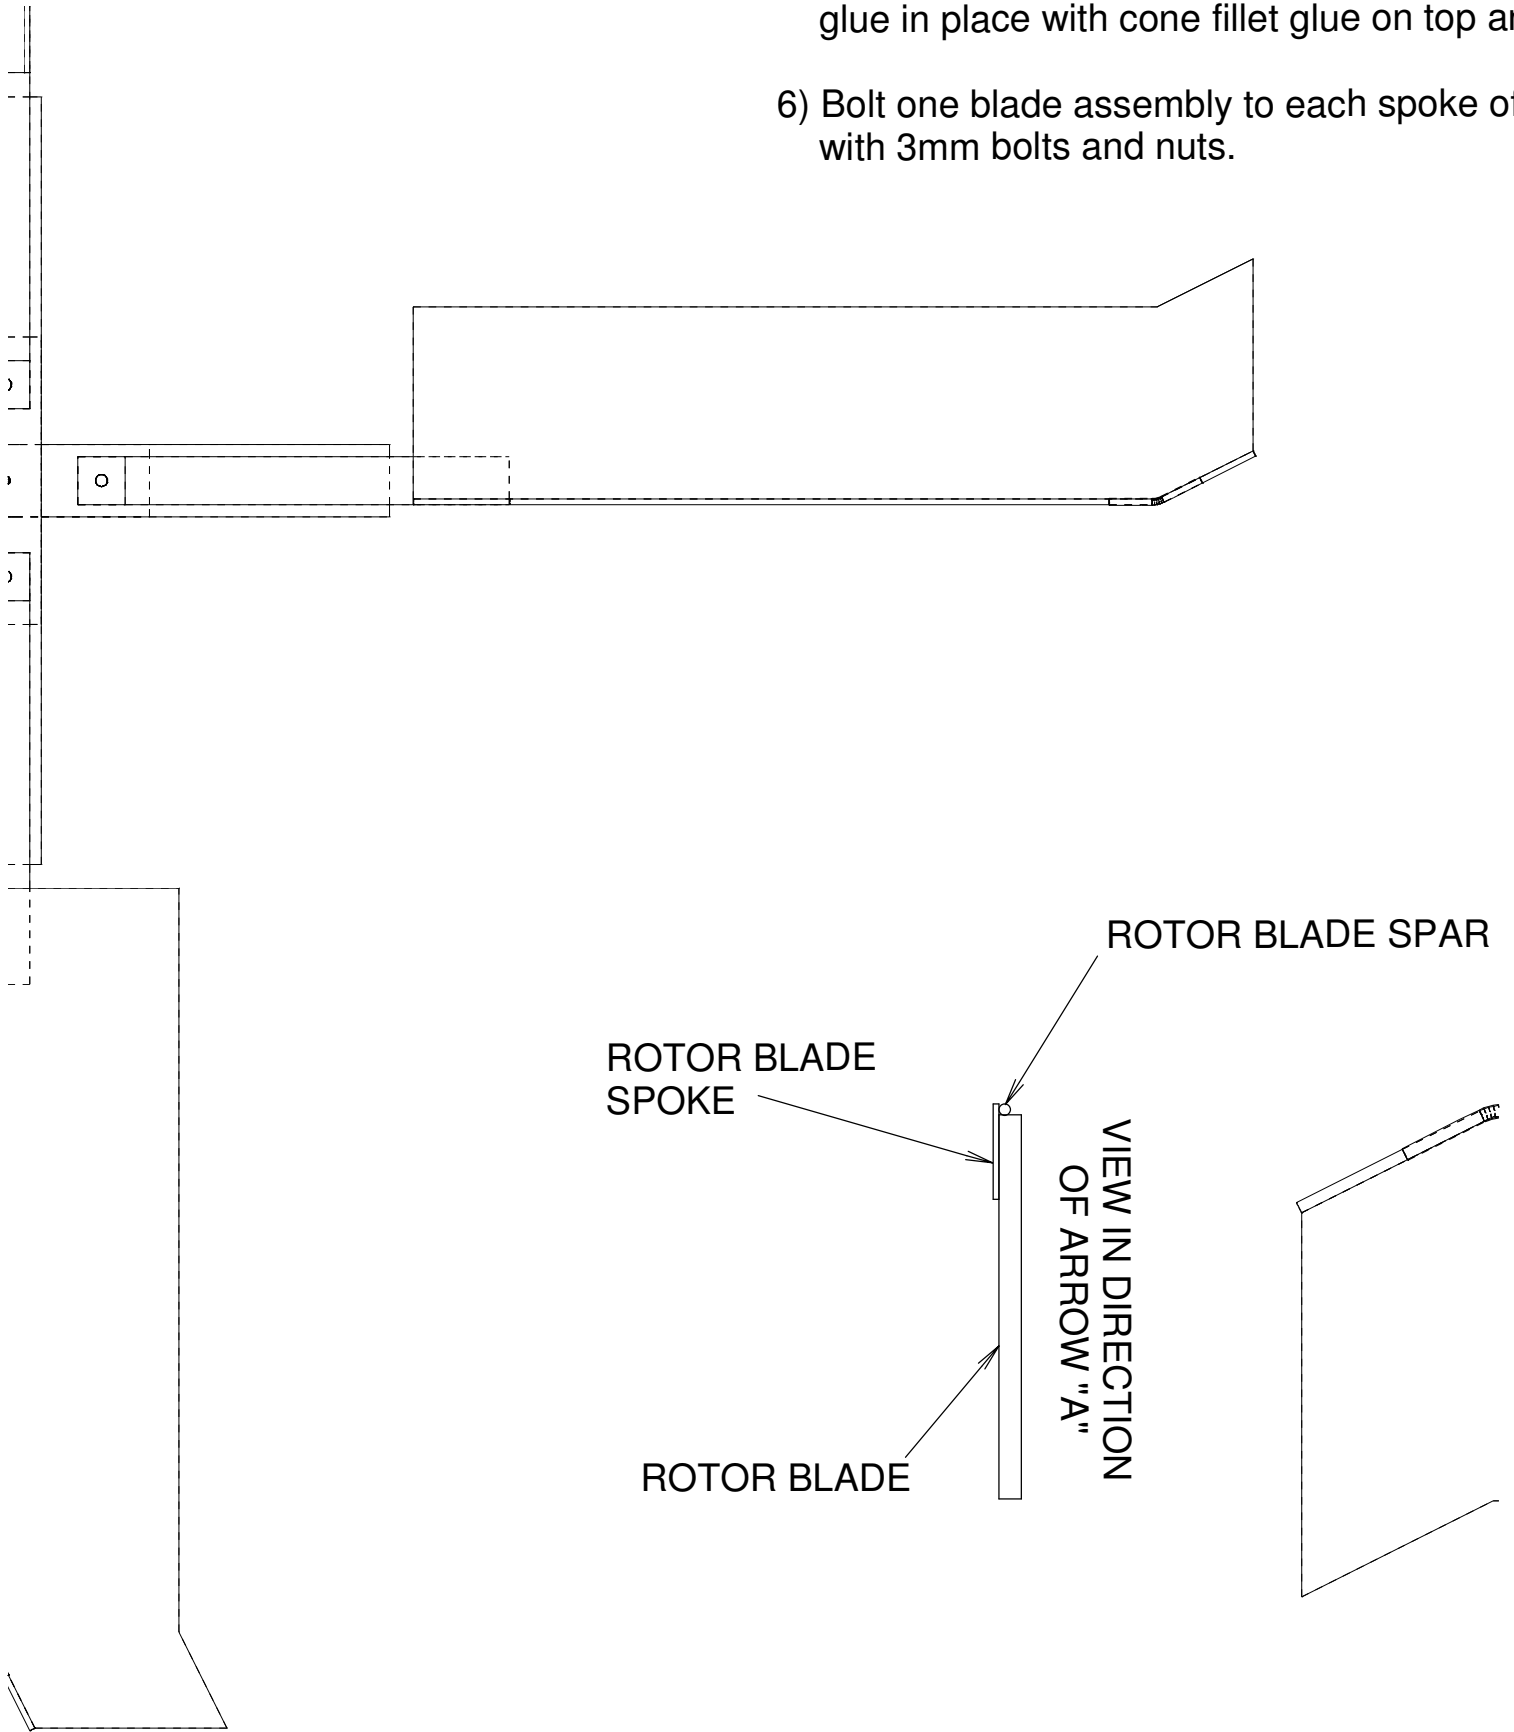 glue in place with cone fillet glue on top
6) Bolt one blade assembly to each spoke
with 3mm bolts and nuts.
ROTOR BLADE SPAR
ROTOR BLADE
SPOKE
VIEW IN DIRECTION
OF ARROW "A"
ROTOR BLADE